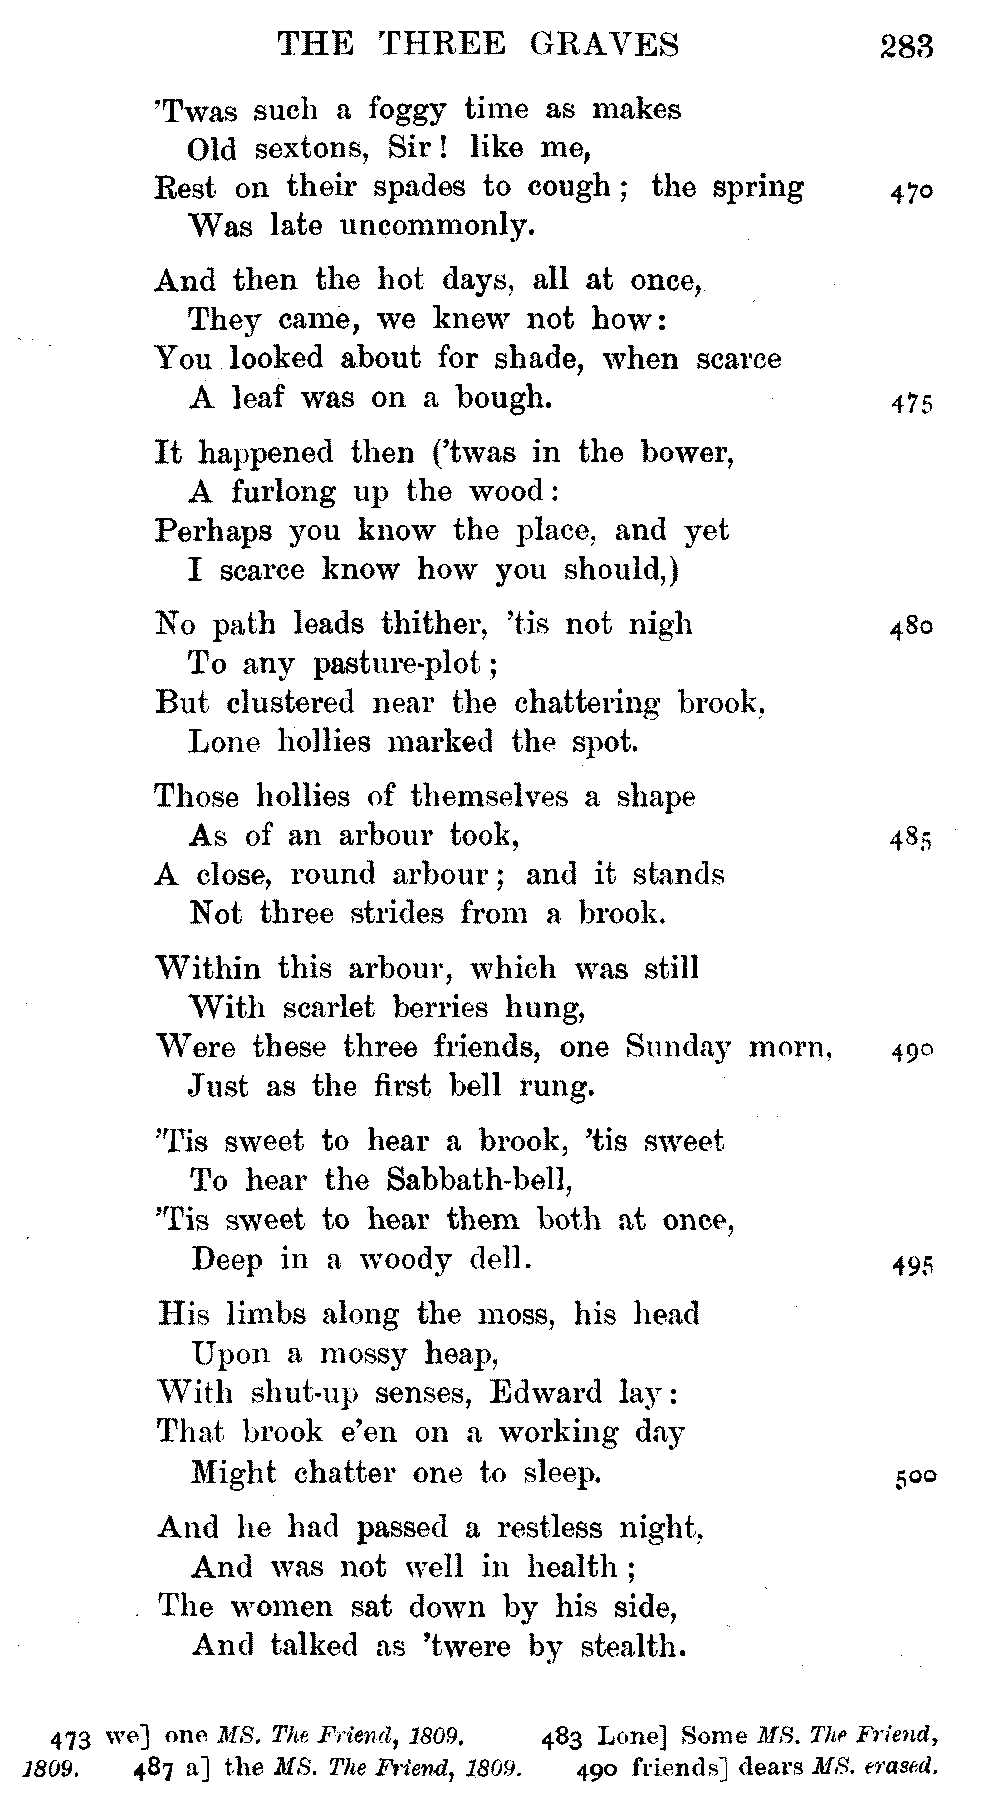 THE THREE GRAVES 283
’Twas such a foggy time as makes
Old sextons, Sir! like me,
Rest on their spades to cough; the spring 470
Was late uncommonly.
And then the hot days, all at once,
They came, we knew not how:
You looked about for shade, when scarce
A leaf was on a bough. 475
It happened then (’twas in the bower,
A furlong up the wood:
Perhaps you know the place, and yet
I scarce know how you should,)
No path leads thither, ’tis not nigh 480
To any pasture-plot;
But clustered near the chattering brook,
Lone hollies marked the spot.
Those hollies of themselves a shape
As of an arbour took, 485
A close, round arbour; and it stands
Not three strides from a brook.
Within this arbour, which was still
With scarlet berries hung,
Were these three friends, one Sunday morn, 490
Just as the first bell rung.
’Tis sweet to hear a brook, ’tis sweet
To hear the Sabbath-bell,
’Tis sweet to hear them both at once,
Deep in a woody dell. 495
His limbs along the moss, his head
Upon a mossy heap,
With shut-up senses, Edward lay:
That brook e’en on a working day
Might chatter one to sleep. 500
And he had passed a restless night,
And was not well in health;
The women sat down by his side,
And talked as ’twere by stealth.
473 we] one MS. The Friend, 1809. 483 Lone] Some MS. The Friend,
1809. 487 a] the MS. The Friend, 1809. 490 friends] dears MS. erased.